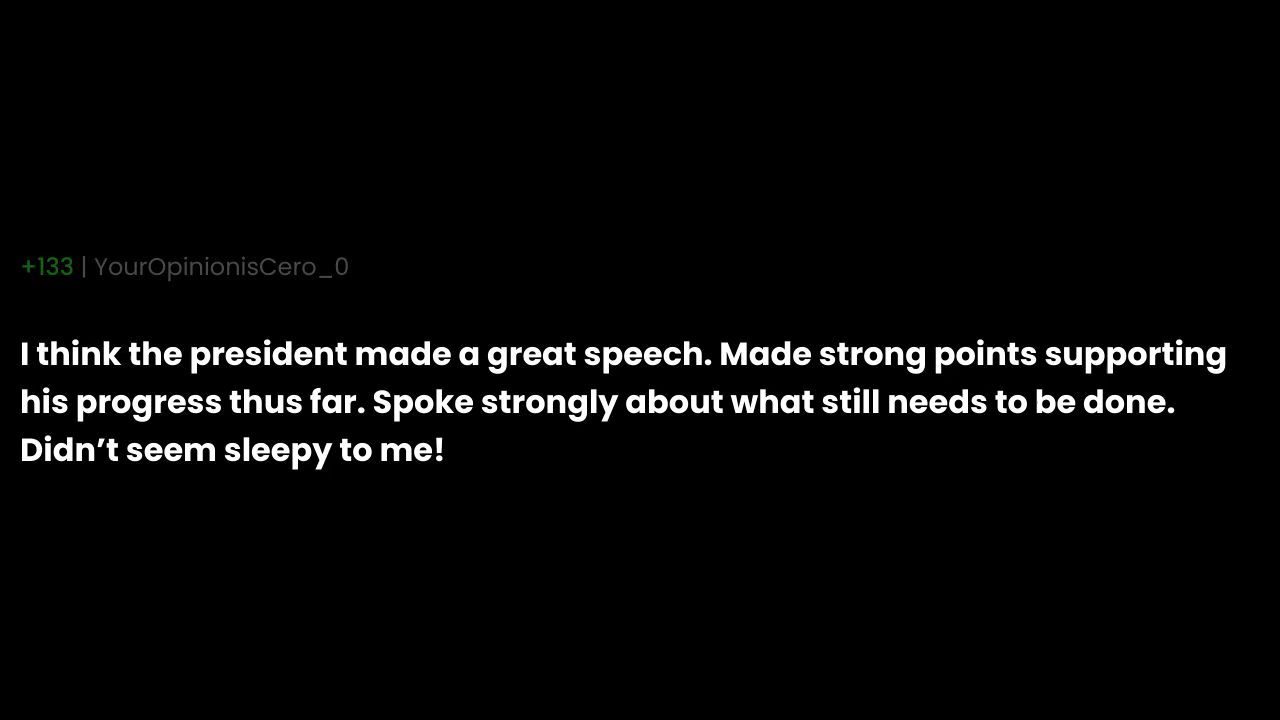 +133 | YourOpinionisCero_0
I think the president made a great speech. Made strong points supporting
his progress thus far. Spoke strongly about what still needs to be done.
Didn’t seem sleepy to me!